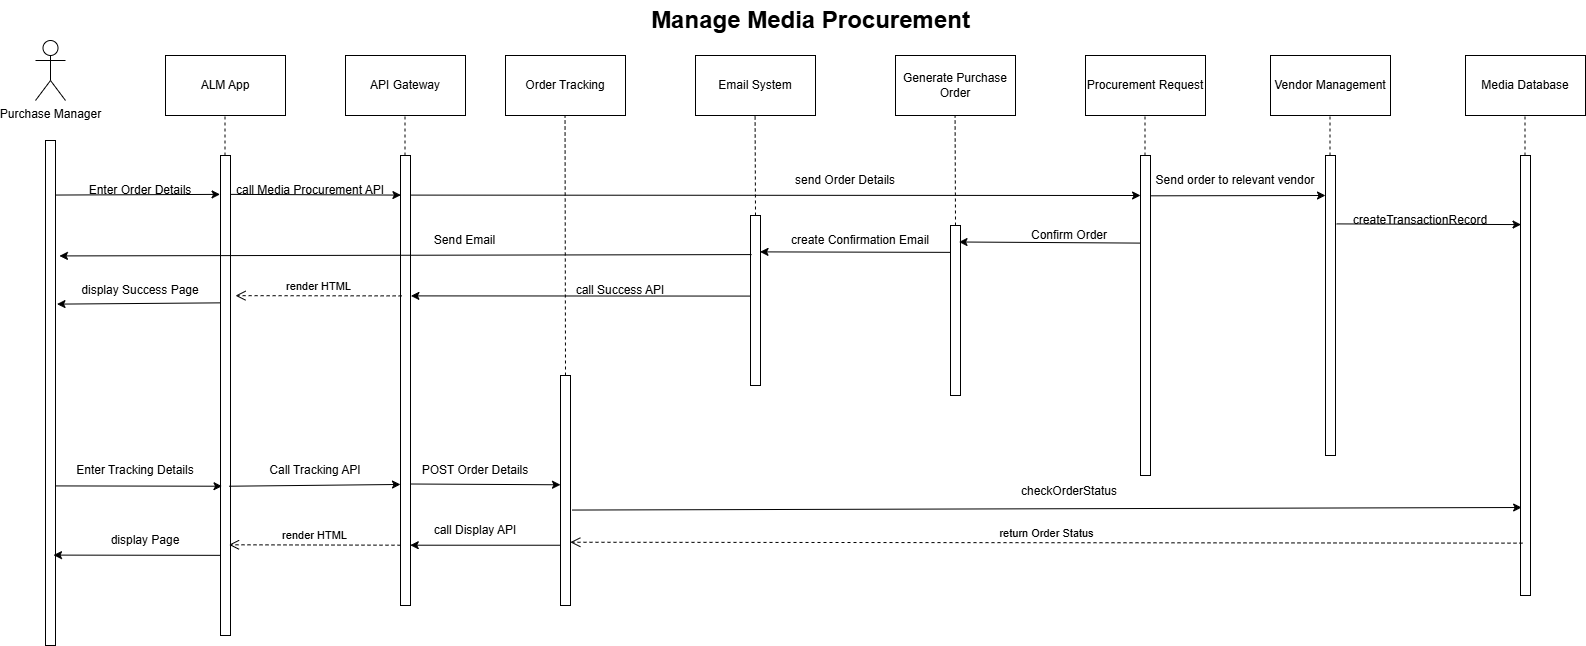 Manage Media Procurement
Purchase Manager
ALM App
API Gateway
Order Tracking
Email System
Generate Purchase
Order
Procurement Request
Vendor Management
Media Database
Enter Order Details
call Media Procurement API
send Order Details
Send order to relevant vendor
createTransactionRecord
Confirm Order
create Confirmation Email
Send Email
call Success API
render HTML
display Success Page
Enter Tracking Details
Call Tracking API
POST Order Details
checkOrderStatus
return Order Status
call Display API
render HTML
display Page